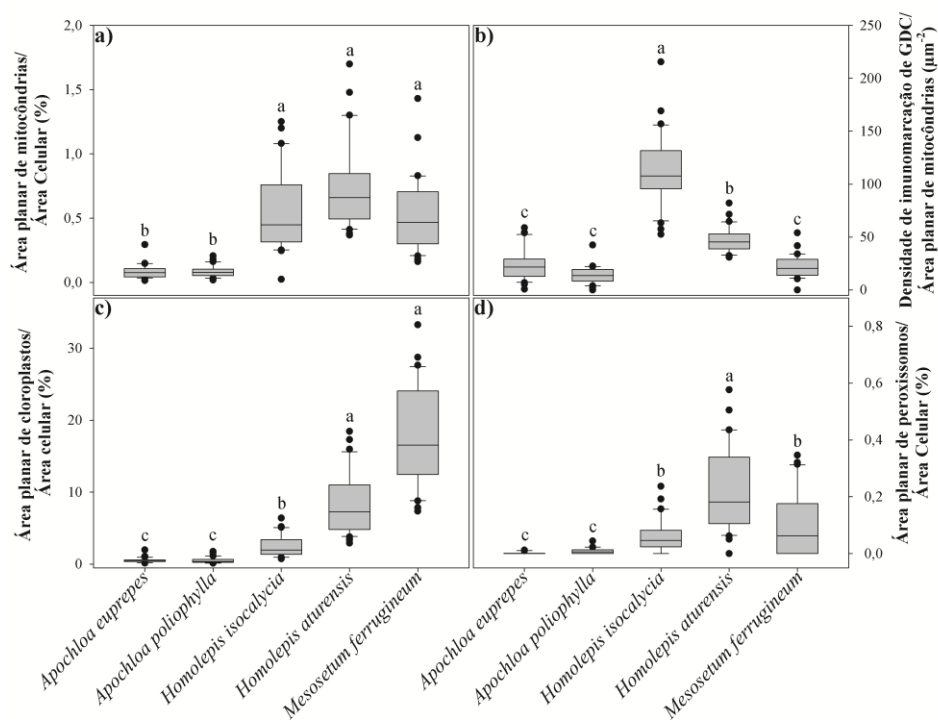 Área planar de mitocôndrias/
Área Celular (%)
2,0
1,5
1,0
0,5
0,0
a)
b
b
a
a
a
b)
c
c
a
b
c
250
200
150
100
50
0
Densidade de imunomarcação de GDC/
Área planar de mitocôndrias (µm⁻²)
Área planar de cloroplastos/
Área celular (%)
30
20
10
0
c)
c
c
b
a
a
d)
c
c
b
a
b
0,8
0,6
0,4
0,2
0,0
Área planar de peroxissomos/
Área Celular (%)
Apochloa euprepes
Apochloa poliophylla
Homolepis isocalycia
Homolepis aturensis
Mesosetum ferrugineum
Apochloa euprepes
Apochloa poliophylla
Homolepis isocalycia
Homolepis aturensis
Mesosetum ferrugineum